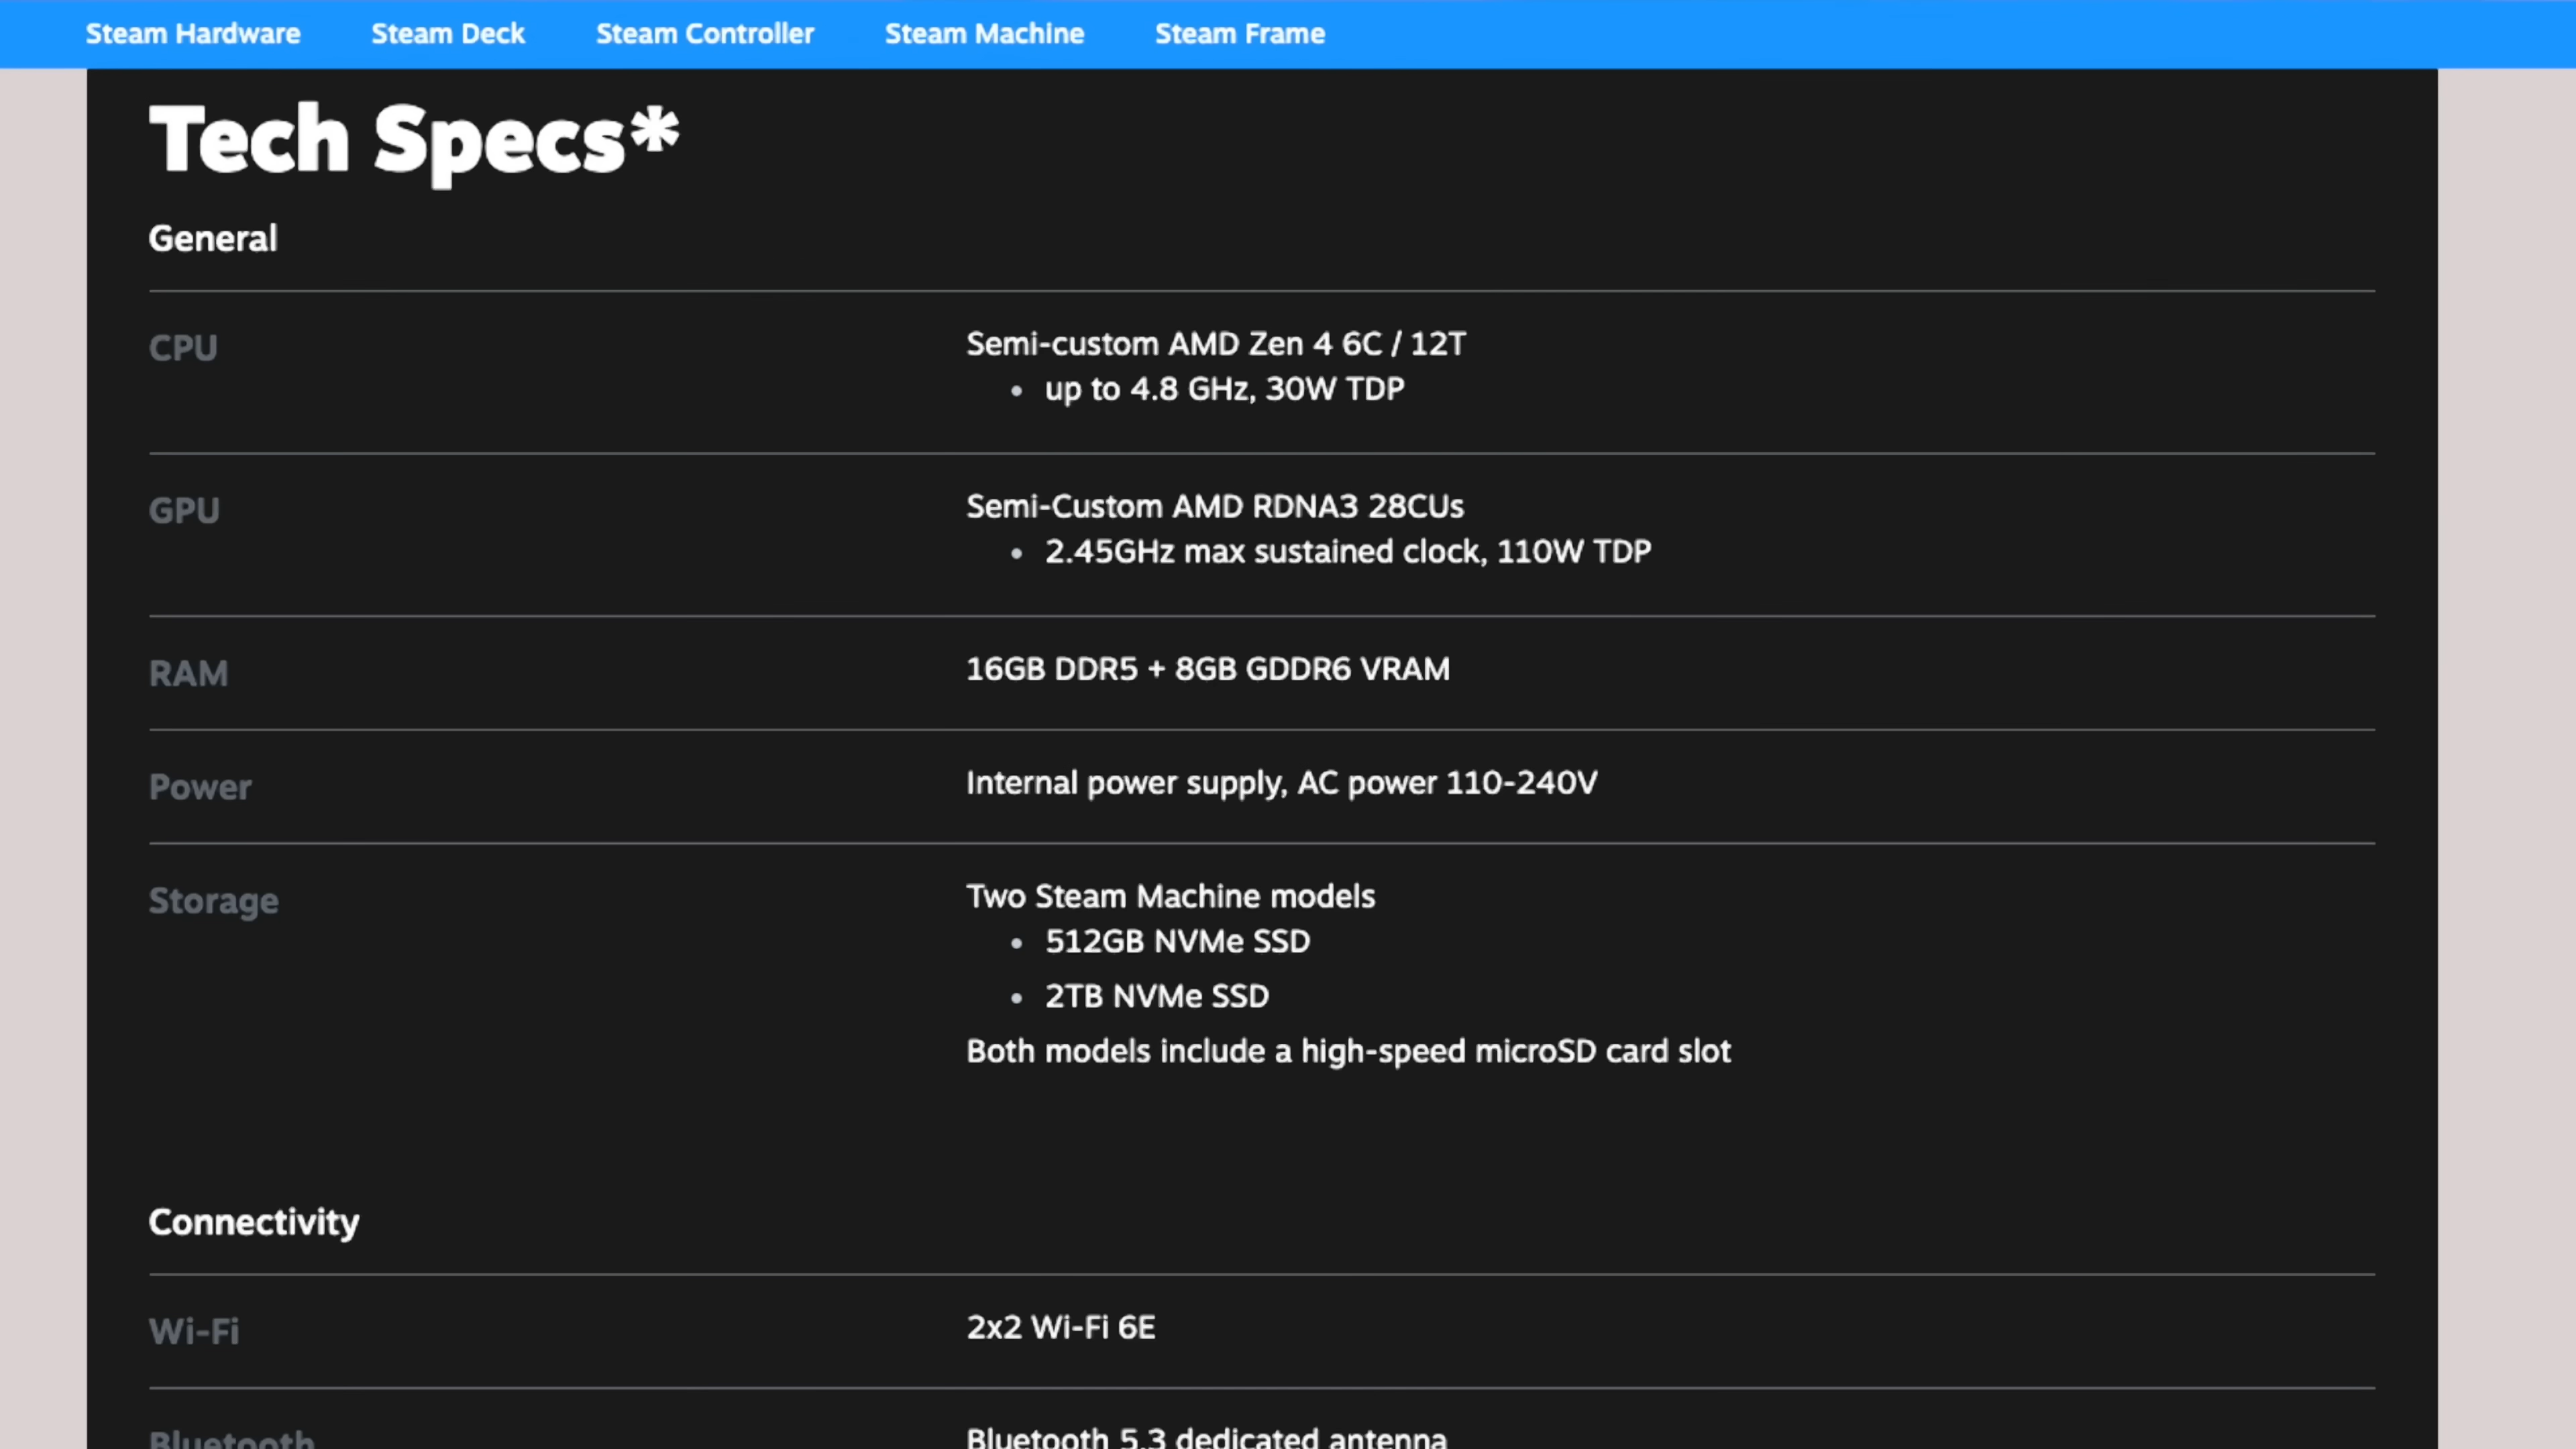 Steam Hardware Steam Deck Steam Controller Steam Machine Steam Frame
Tech Specs*
General
CPU
Semi-custom AMD Zen 4 6C / 12T
• up to 4.8 GHz, 30W TDP
GPU
Semi-Custom AMD RDNA3 28CUs
• 2.45GHz max sustained clock, 110W TDP
RAM
16GB DDR5 + 8GB GDDR6 VRAM
Power
Internal power supply, AC power 110-240V
Storage
Two Steam Machine models
• 512GB NVMe SSD
• 2TB NVMe SSD
Both models include a high-speed microSD card slot
Connectivity
Wi-Fi
2x2 Wi-Fi 6E
Bluetooth
Bluetooth 5.3 dedicated antenna